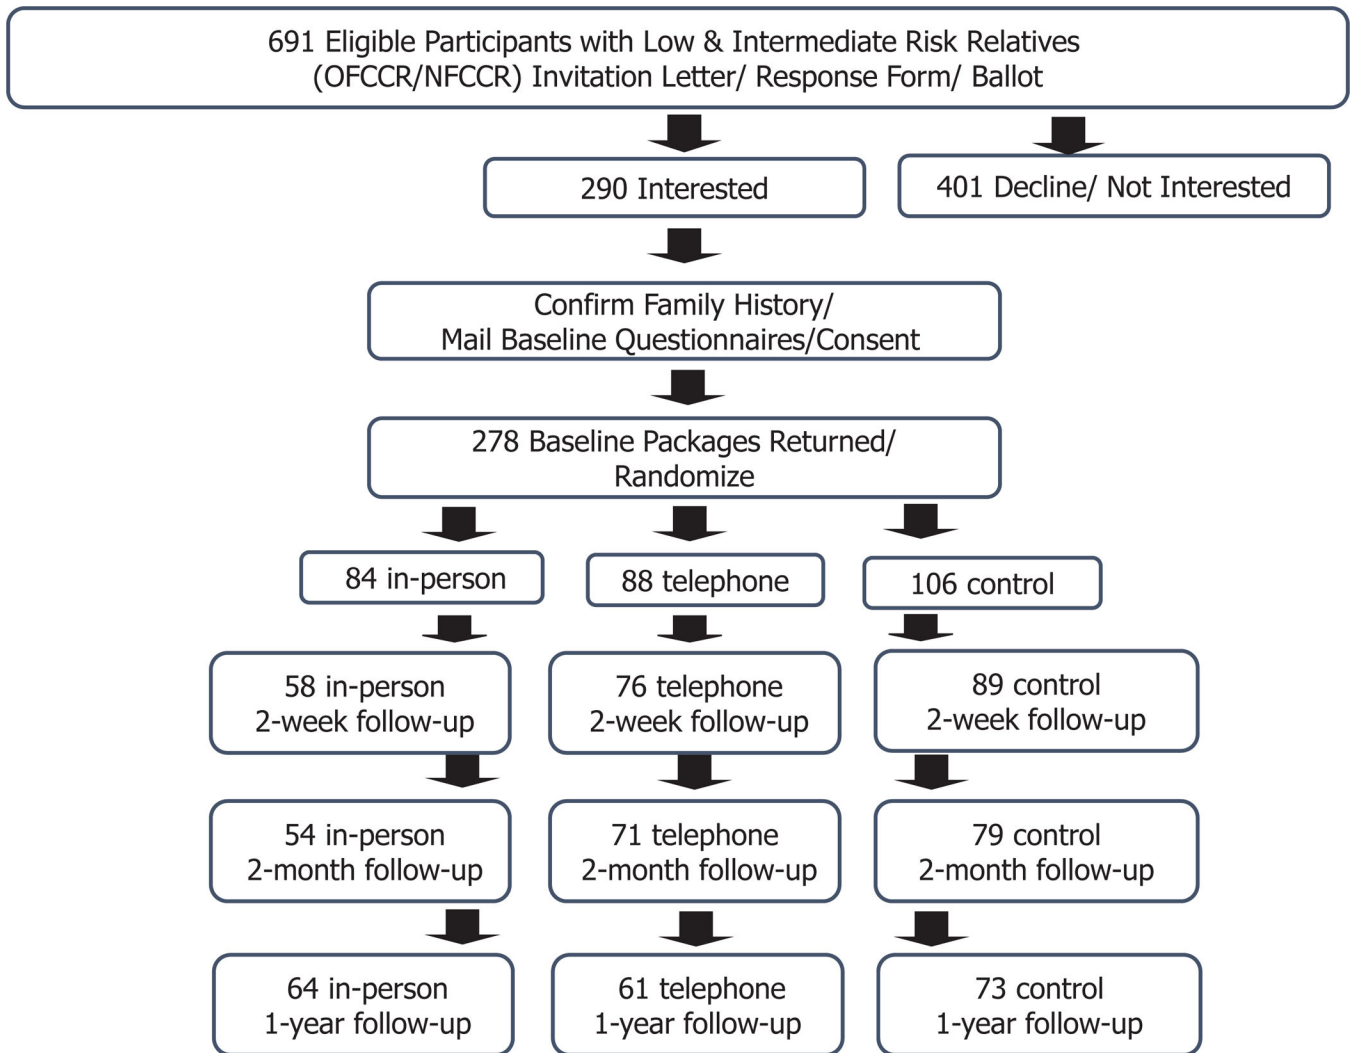 691 Eligible Participants with Low & Intermediate Risk Relatives
(OFCCR/NFCCR) Invitation Letter/ Response Form/ Ballot
290 Interested
401 Decline/ Not Interested
Confirm Family History/
Mail Baseline Questionnaires/Consent
278 Baseline Packages Returned/
Randomize
84 in-person
88 telephone
106 control
58 in-person
2-week follow-up
76 telephone
2-week follow-up
89 control
2-week follow-up
54 in-person
2-month follow-up
71 telephone
2-month follow-up
79 control
2-month follow-up
64 in-person
1-year follow-up
61 telephone
1-year follow-up
73 control
1-year follow-up